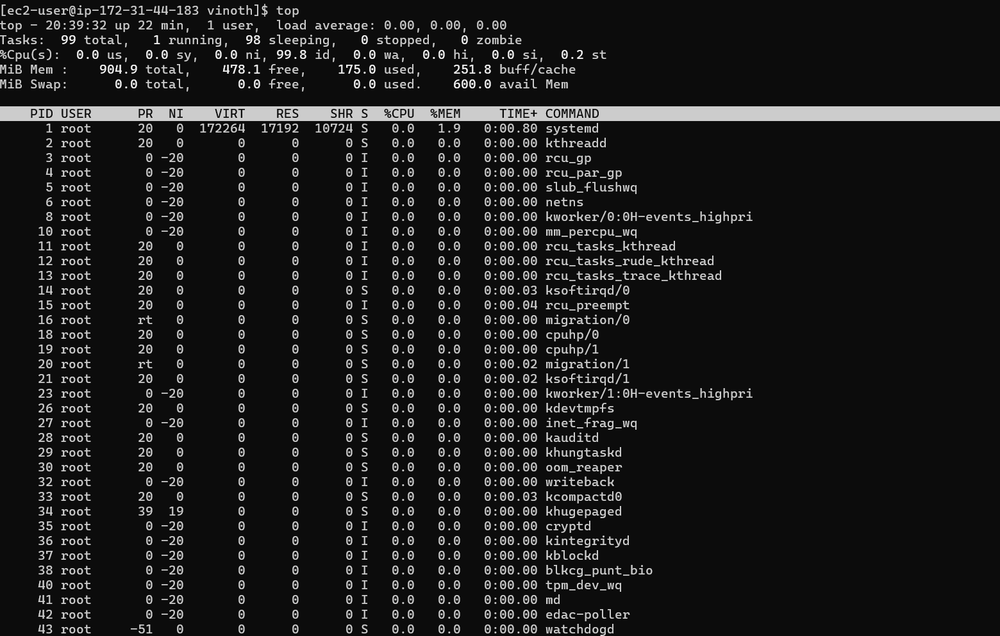 [ec2-user@ip-172-31-44-183 vinoth]$ top
top - 20:39:32 up 22 min,  1 user,  load average: 0.00, 0.00, 0.00
Tasks:  99 total,   1 running,  98 sleeping,   0 stopped,   0 zombie
%Cpu(s):  0.0 us,  0.0 sy,  0.0 ni, 99.8 id,  0.0 wa,  0.0 hi,  0.0 si,  0.2 st
MiB Mem :    904.9 total,    478.1 free,    175.0 used,    251.8 buff/cache
MiB Swap:      0.0 total,      0.0 free,      0.0 used.    600.0 avail Mem
PID USER      PR  NI    VIRT    RES    SHR S  %CPU  %MEM     TIME+ COMMAND
1 root      20   0  172264  17192  10724 S   0.0   1.9   0:00.80 systemd
2 root      20   0       0      0      0 S   0.0   0.0   0:00.00 kthreadd
3 root       0 -20       0      0      0 I   0.0   0.0   0:00.00 rcu_gp
4 root       0 -20       0      0      0 I   0.0   0.0   0:00.00 rcu_par_gp
5 root       0 -20       0      0      0 I   0.0   0.0   0:00.00 slub_flushwq
6 root       0 -20       0      0      0 I   0.0   0.0   0:00.00 netns
8 root       0 -20       0      0      0 I   0.0   0.0   0:00.00 kworker/0:0H-events_highpri
10 root       0 -20       0      0      0 I   0.0   0.0   0:00.00 mm_percpu_wq
11 root      20   0       0      0      0 I   0.0   0.0   0:00.00 rcu_tasks_kthread
12 root      20   0       0      0      0 I   0.0   0.0   0:00.00 rcu_tasks_rude_kthread
13 root      20   0       0      0      0 I   0.0   0.0   0:00.00 rcu_tasks_trace_kthread
14 root      20   0       0      0      0 S   0.0   0.0   0:00.03 ksoftirqd/0
15 root      20   0       0      0      0 I   0.0   0.0   0:00.04 rcu_preempt
16 root      rt   0       0      0      0 S   0.0   0.0   0:00.00 migration/0
18 root      20   0       0      0      0 S   0.0   0.0   0:00.00 cpuhp/0
19 root      20   0       0      0      0 S   0.0   0.0   0:00.00 cpuhp/1
20 root      rt   0       0      0      0 S   0.0   0.0   0:00.02 migration/1
21 root      20   0       0      0      0 S   0.0   0.0   0:00.02 ksoftirqd/1
23 root       0 -20       0      0      0 I   0.0   0.0   0:00.00 kworker/1:0H-events_highpri
26 root      20   0       0      0      0 S   0.0   0.0   0:00.00 kdevtmpfs
27 root       0 -20       0      0      0 I   0.0   0.0   0:00.00 inet_frag_wq
28 root      20   0       0      0      0 S   0.0   0.0   0:00.00 kauditd
29 root      20   0       0      0      0 S   0.0   0.0   0:00.00 khungtaskd
30 root      20   0       0      0      0 S   0.0   0.0   0:00.00 oom_reaper
32 root       0 -20       0      0      0 I   0.0   0.0   0:00.00 writeback
33 root      20   0       0      0      0 S   0.0   0.0   0:00.03 kcompactd0
34 root      39  19       0      0      0 S   0.0   0.0   0:00.00 khugepaged
35 root       0 -20       0      0      0 I   0.0   0.0   0:00.00 cryptd
36 root       0 -20       0      0      0 I   0.0   0.0   0:00.00 kintegrityd
37 root       0 -20       0      0      0 I   0.0   0.0   0:00.00 kblockd
38 root       0 -20       0      0      0 I   0.0   0.0   0:00.00 blkcg_punt_bio
40 root       0 -20       0      0      0 I   0.0   0.0   0:00.00 tpm_dev_wq
41 root       0 -20       0      0      0 I   0.0   0.0   0:00.00 md
42 root       0 -20       0      0      0 I   0.0   0.0   0:00.00 edac-poller
43 root     -51   0       0      0      0 S   0.0   0.0   0:00.00 watchdogd